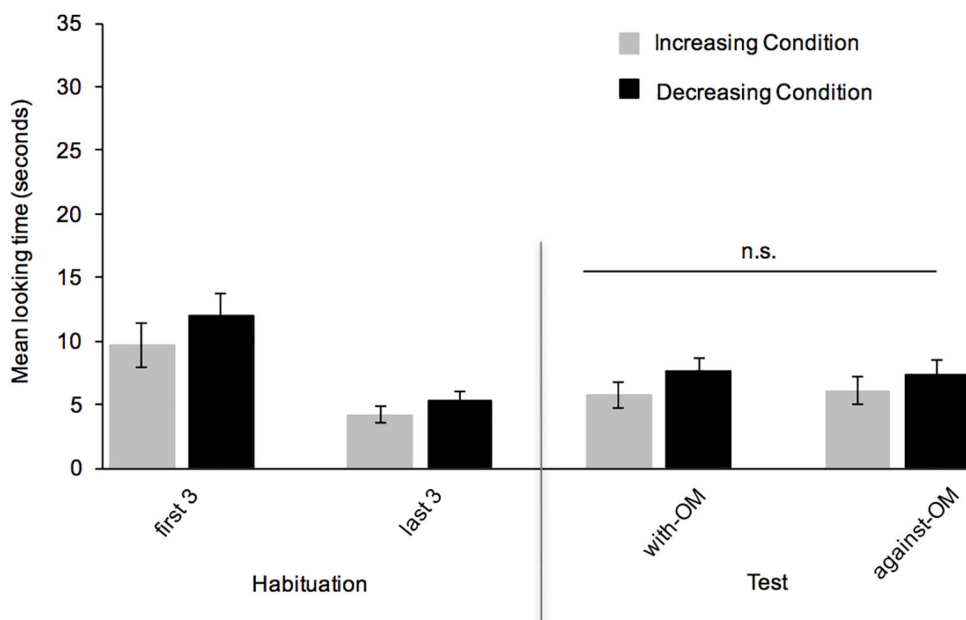 Mean looking time (seconds)
35
30
25
20
15
10
5
0
Increasing Condition
Decreasing Condition
n.s.
first 3
last 3
with-OM
against-OM
Habituation
Test